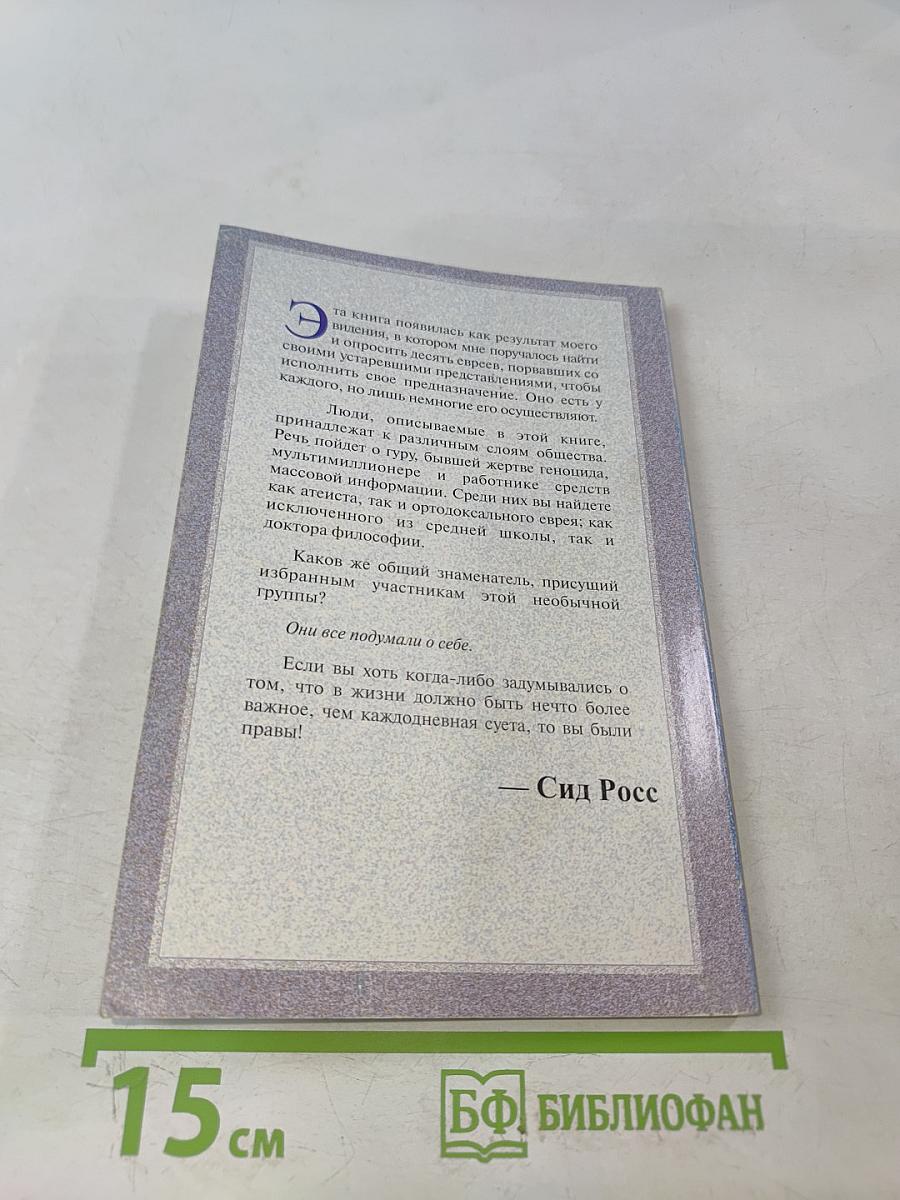 Эта книга появилась как результат моего
видения, в котором мне поручалось найти
и опросить десять евреев, порвавших со
своими устаревшими представлениями, чтобы
исполнить свое предназначение. Оно есть у
каждого, но лишь немногие его осуществляют.
Люди, описываемые в этой книге,
принадлежат к различным слоям общества.
Речь пойдет о гуру, бывшей жертве геноцида,
мультимиллионере и работнике средств
массовой информации. Среди них вы найдете
как атеиста, так и ортодоксального еврея; как
исключенного из средней школы, так и
доктора философии.
Каков же общий знаменатель, присущий
избранным участникам этой необычной
группы?
Они все подумали о себе.
Если вы хоть когда-либо задумывались о
том, что в жизни должно быть нечто более
важное, чем каждодневная суета, то вы были
правы!
— Сид Росс
15 см
БФ БИБЛИОФАН